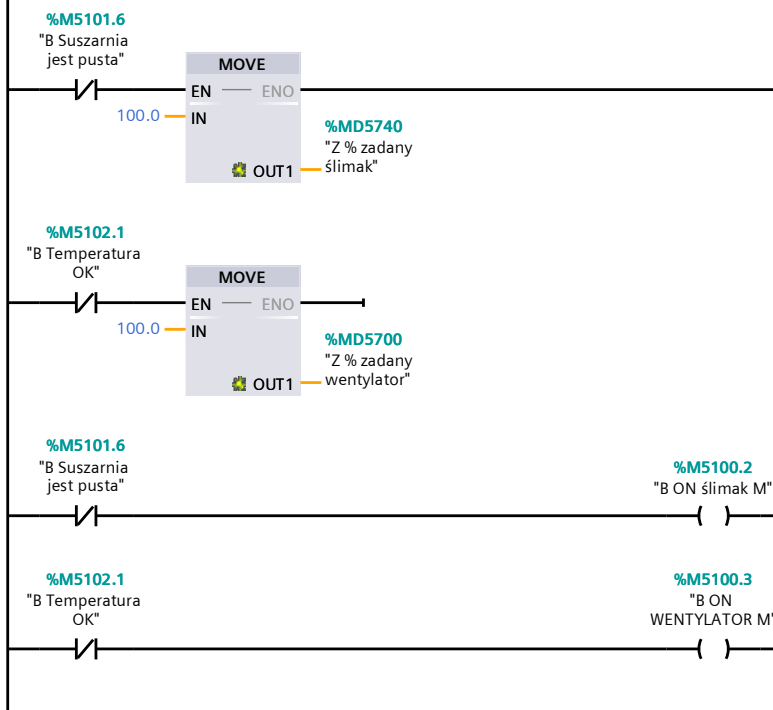 %M5101.6
"B Suszarnia
jest pusta"
MOVE
EN
ENO
100.0
IN
%MD5740
"Z % zadany
ślimak"
OUT1
%M5102.1
"B Temperatura
OK"
MOVE
EN
ENO
100.0
IN
%MD5700
"Z % zadany
wentylator"
OUT1
%M5101.6
"B Suszarnia
jest pusta"
%M5100.2
"B ON ślimak M"
%M5102.1
"B Temperatura
OK"
%M5100.3
"B ON
WENTYLATOR M"